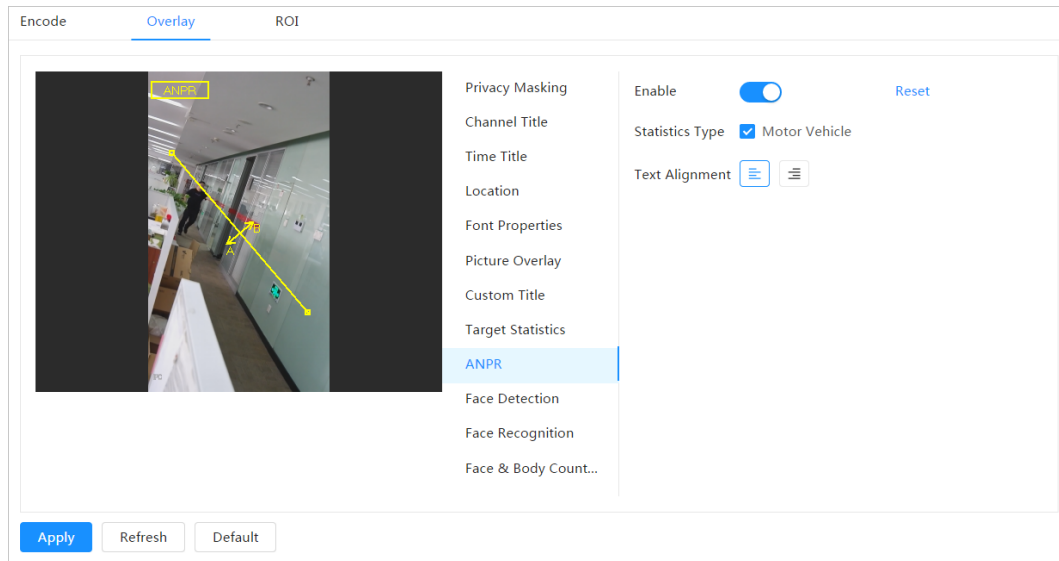 Encode
Overlay
ROI
ANPR
B
A
Privacy Masking
Channel Title
Time Title
Location
Font Properties
Picture Overlay
Custom Title
Target Statistics
ANPR
Face Detection
Face Recognition
Face & Body Count...
Enable
Reset
Statistics Type
Motor Vehicle
Text Alignment
Apply
Refresh
Default